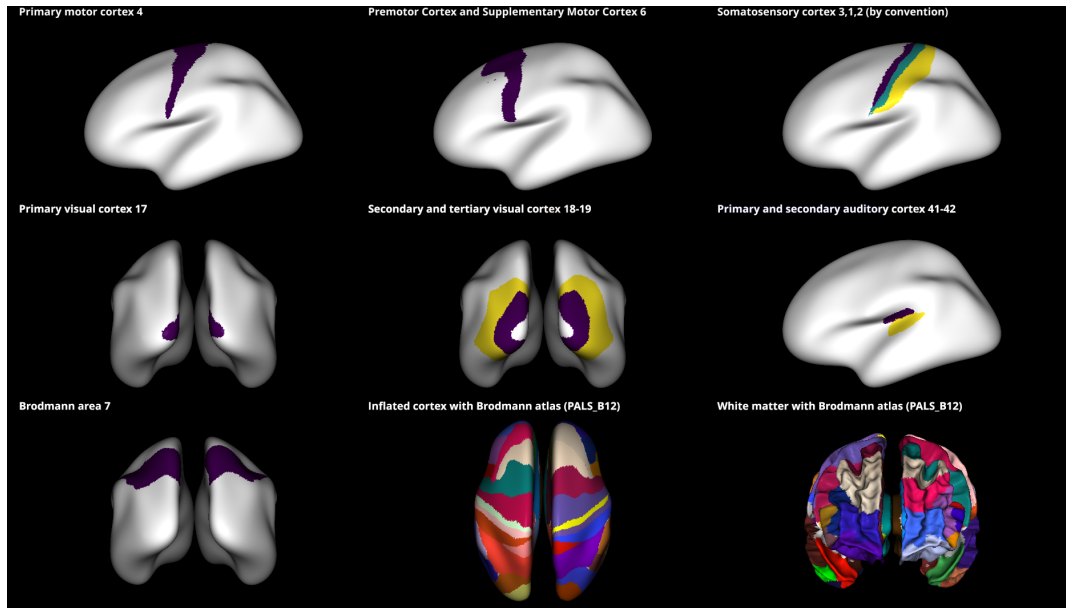 Primary motor cortex 4
Premotor Cortex and Supplementary Motor Cortex 6
Somatosensory cortex 3,1,2 (by convention)
Primary visual cortex 17
Secondary and tertiary visual cortex 18-19
Primary and secondary auditory cortex 41-42
Brodmann area 7
Inflated cortex with Brodmann atlas (PALS_B12)
White matter with Brodmann atlas (PALS_B12)